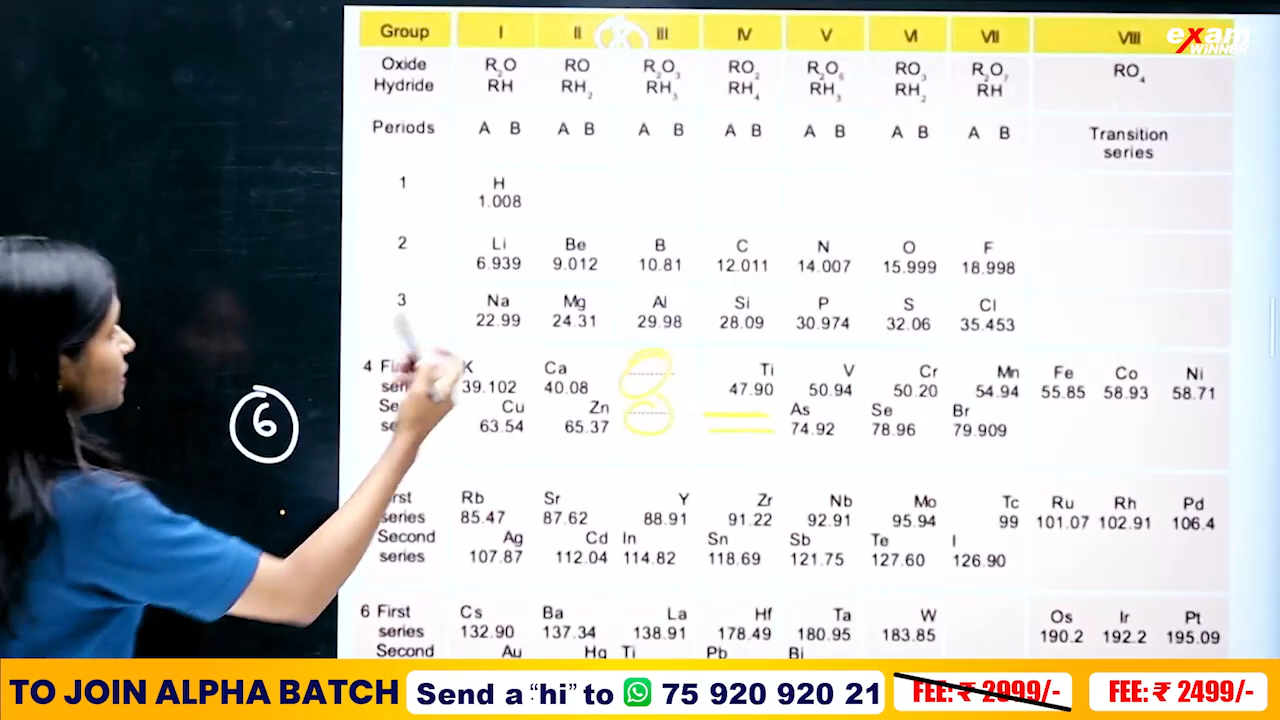 Group I II III IV V VI VII VIII
exam
WINNER
Oxide R₂O RO R₂O₃ RO₂ R₂O₅ RO₃ R₂O₇ RO₄
Hydride RH RH₂ RH₃ RH₄ RH₃ RH₂ RH
Periods A B A B A B A B A B A B A B Transition
series
1 H
1.008
2 Li Be B C N O F
6.939 9.012 10.81 12.011 14.007 15.999 18.998
3 Na Mg Al Si P S Cl
22.99 24.31 29.98 28.09 30.974 32.06 35.453
4 K Ca Ti V Cr Mn Fe Co Ni
39.102 40.08 47.90 50.94 50.20 54.94 55.85 58.93 58.71
Cu Zn As Se Br
63.54 65.37 74.92 78.96 79.909
6
Rb Sr Y Zr Nb Mo Tc Ru Rh Pd
series 85.47 87.62 88.91 91.22 92.91 95.94 99 101.07 102.91 106.4
Second Ag Cd In Sn Sb Te I
series 107.87 112.04 114.82 118.69 121.75 127.60 126.90
6 First Cs Ba La Hf Ta W Os Ir Pt
series 132.90 137.34 138.91 178.49 180.95 183.85 190.2 192.2 195.09
Second Au Hg Tl Pb Bi
TO JOIN ALPHA BATCH Send a “hi” to 75 920 920 21 FEE: ₹ 2999/- FEE: ₹ 2499/-